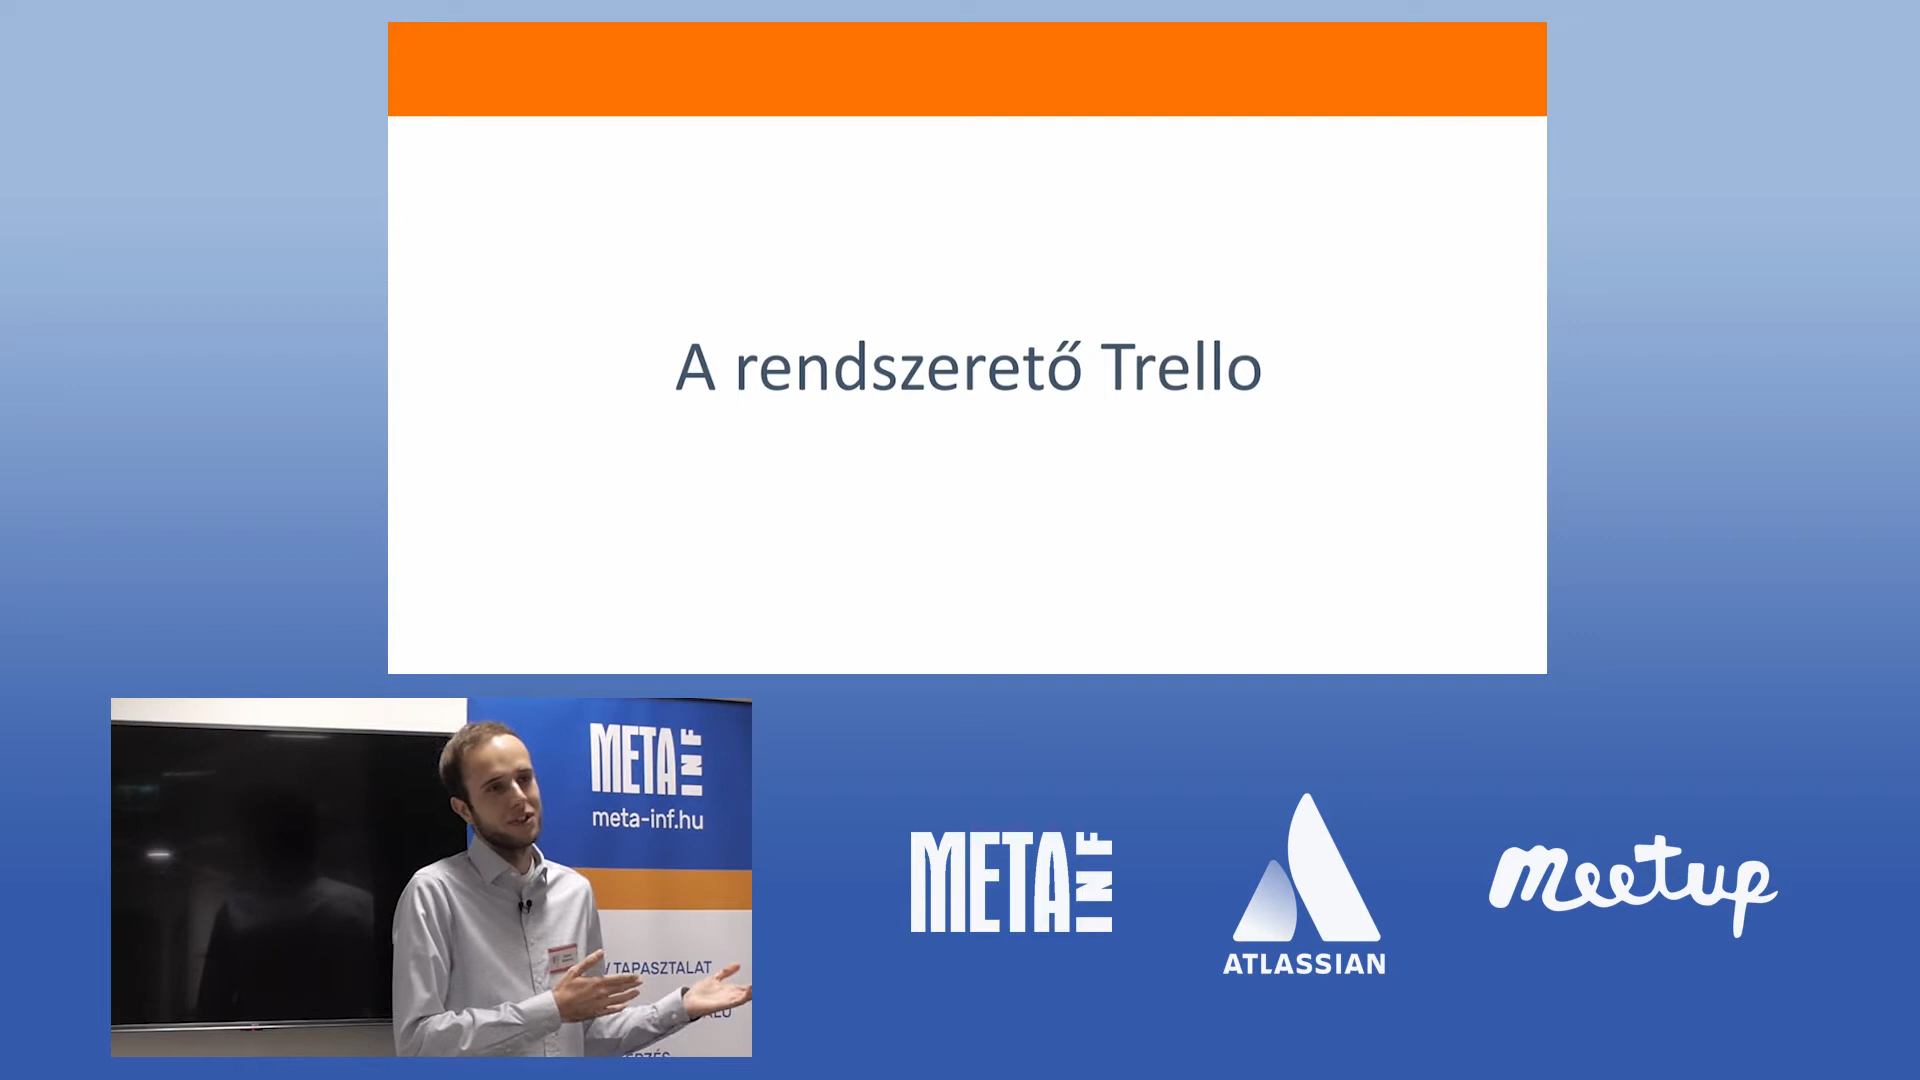 A rendszerető Trello
META INF
meta-inf.hu
TAPASZTALAT
META INF
ATLASSIAN
meetup